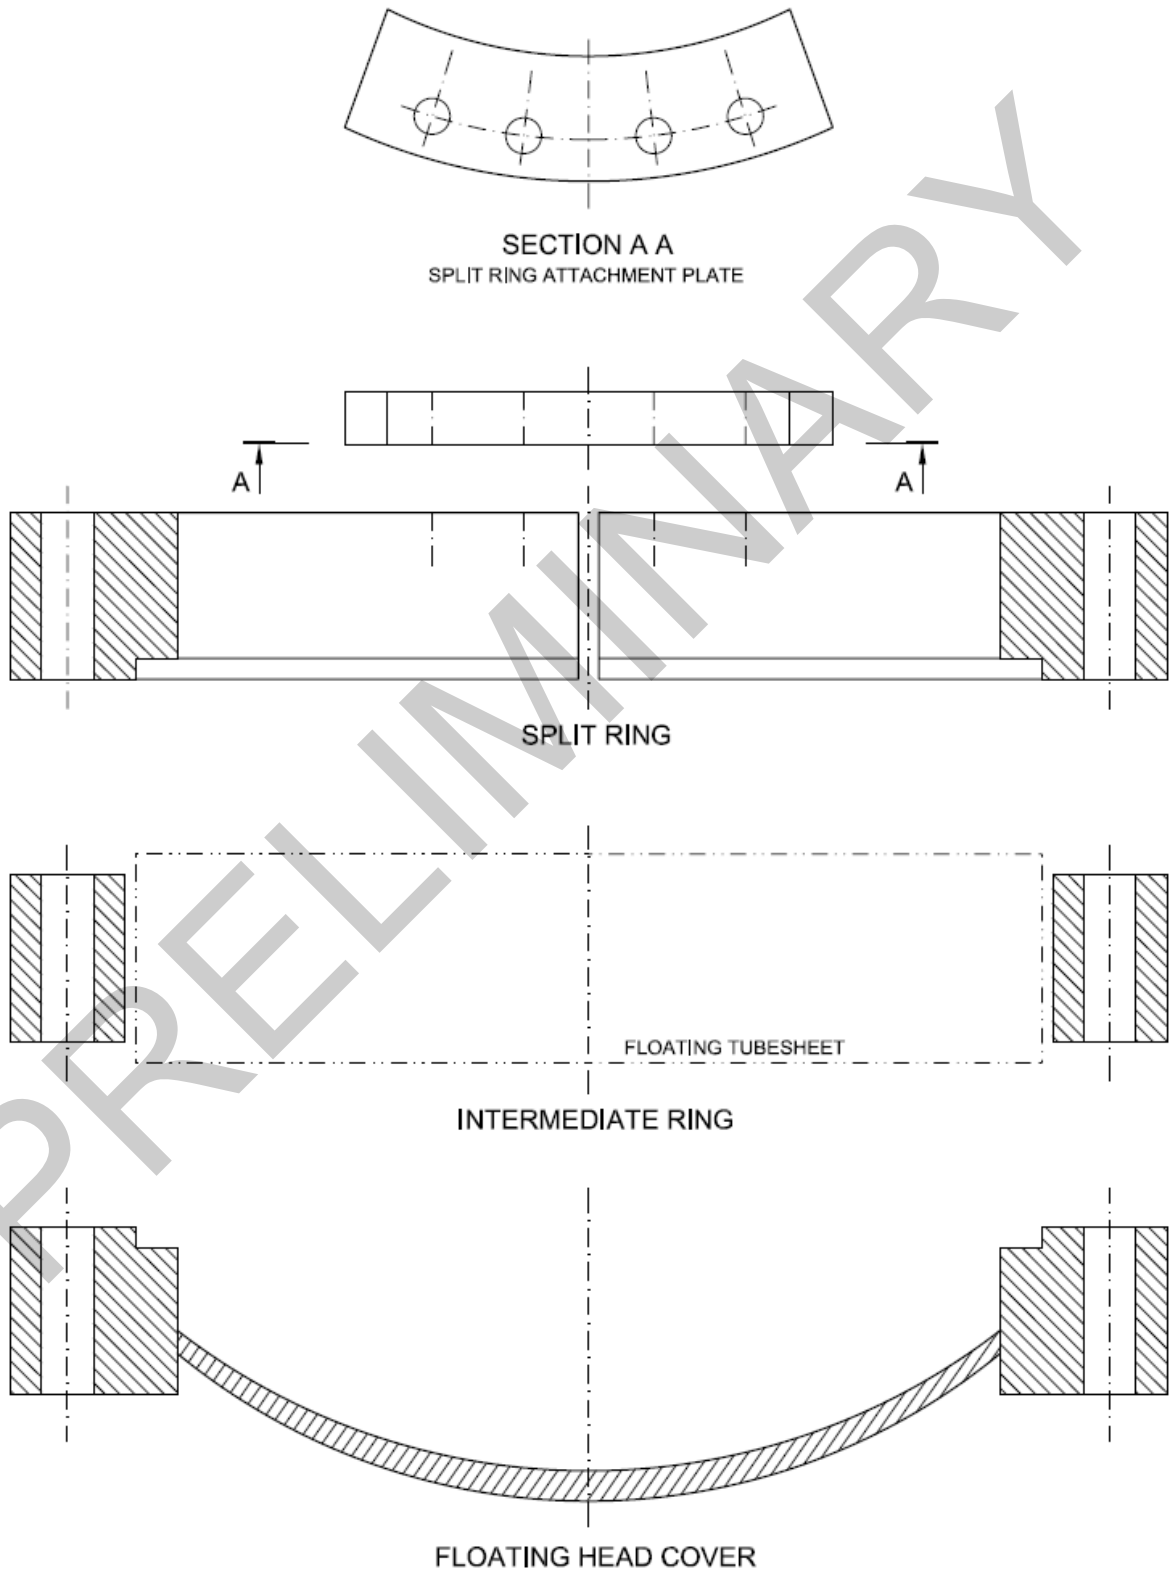 SECTION A A
SPLIT RING ATTACHMENT PLATE
A
A
SPLIT RING
FLOATING TUBESHEET
INTERMEDIATE RING
FLOATING HEAD COVER
PRELIMINARY